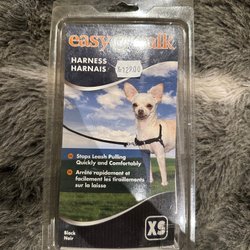 easy walk
HARNESS
HARNAIS
Stops Leash Pulling
Quickly and Comfortably
Arrête rapidement et
facilement les tiraillements
sur la laisse
Black
Noir
XS